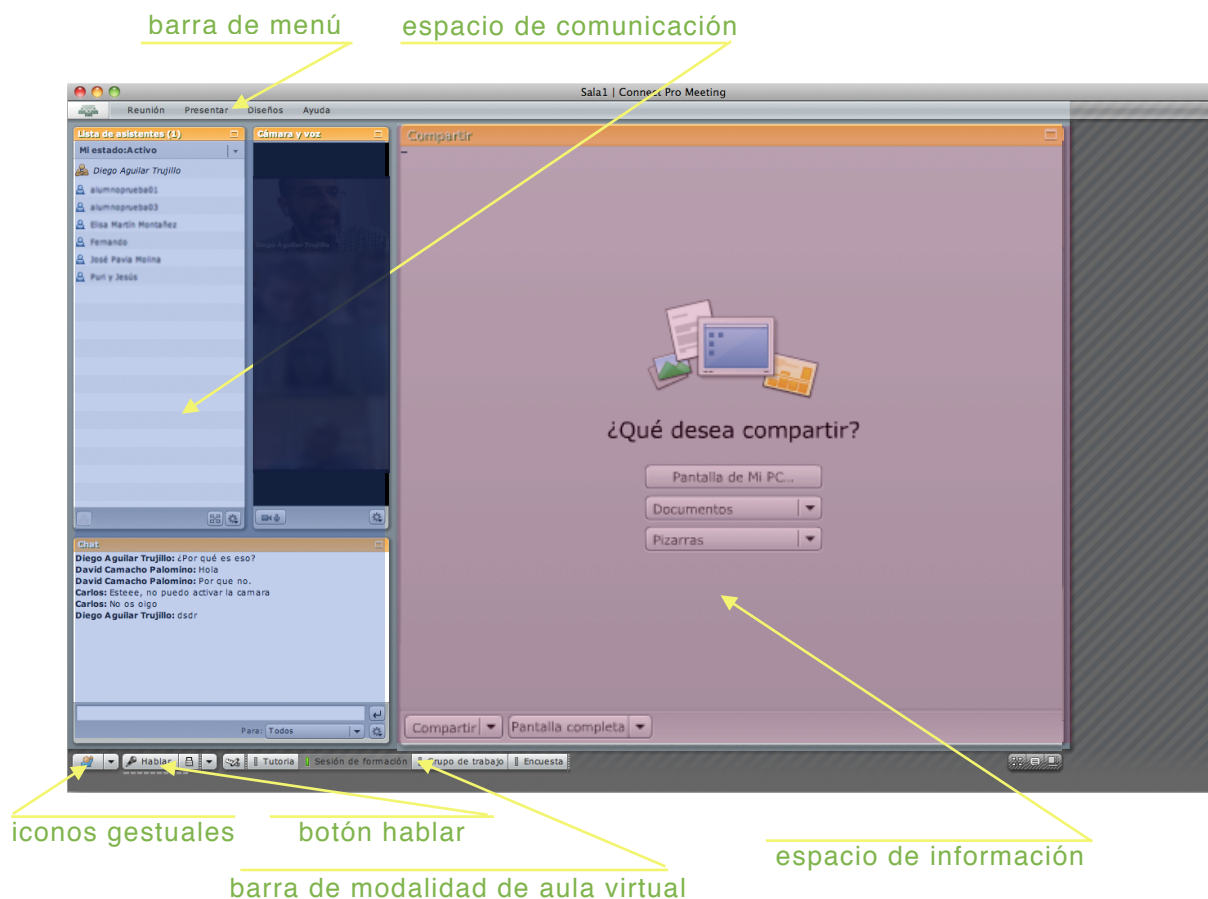 barra de menú
espacio de comunicación
Sala1 | Connect Pro Meeting
Reunión Presentar Diseños Ayuda
Lista de asistentes (1)
Cámara y voz
Compartir
Mi estado:Activo
Diego Aguilar Trujillo
alumnoprueba01
alumnoprueba03
Elisa Martín Montañez
Fernando
José Pavia Molina
Puri y Jesús
Diego Aguilar Trujillo
¿Qué desea compartir?
Pantalla de Mi PC...
Documentos
Pizarras
Chat
Diego Aguilar Trujillo: ¿Por qué es eso?
David Camacho Palomino: Hola
David Camacho Palomino: Por que no.
Carlos: Esteee, no puedo activar la camara
Carlos: No os oigo
Diego Aguilar Trujillo: dsdr
Para: Todos
Compartir Pantalla completa
Hablar Tutoria Sesión de formación Grupo de trabajo Encuesta
iconos gestuales
botón hablar
espacio de información
barra de modalidad de aula virtual